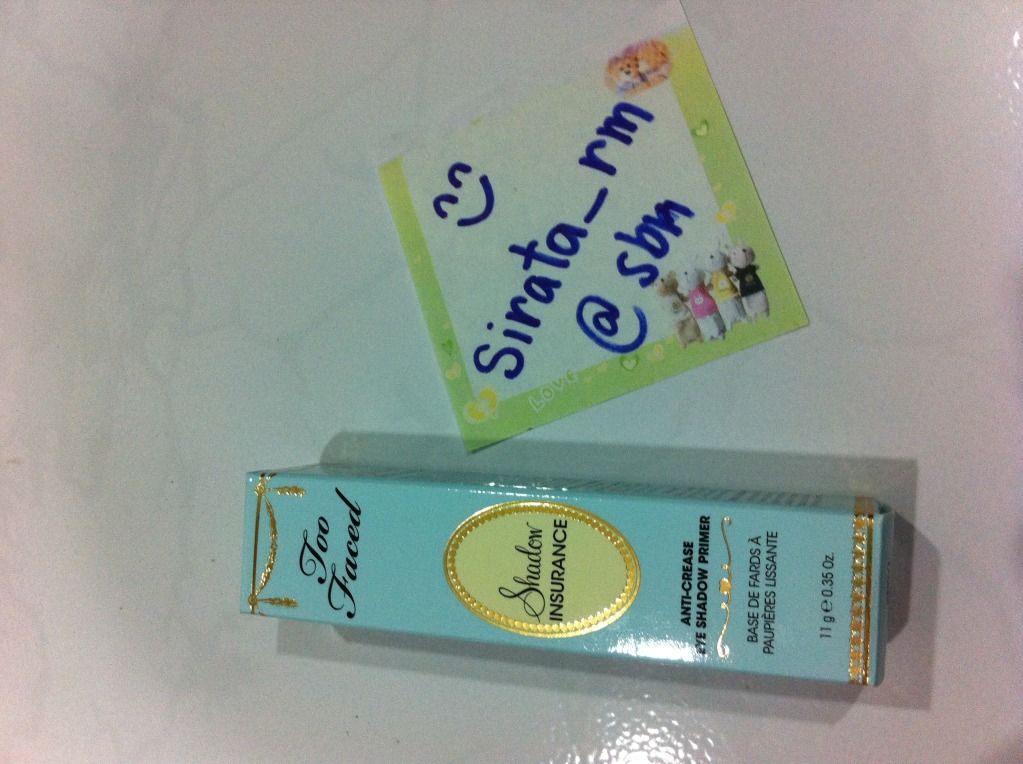 Sirata_rm
@ sbn
LOVE
Too
Faced
Shadow
INSURANCE
ANTI-CREASE
EYE SHADOW PRIMER
BASE DE FARDS À
PAUPIÈRES LISSANTE
11 g e 0.35 Oz.